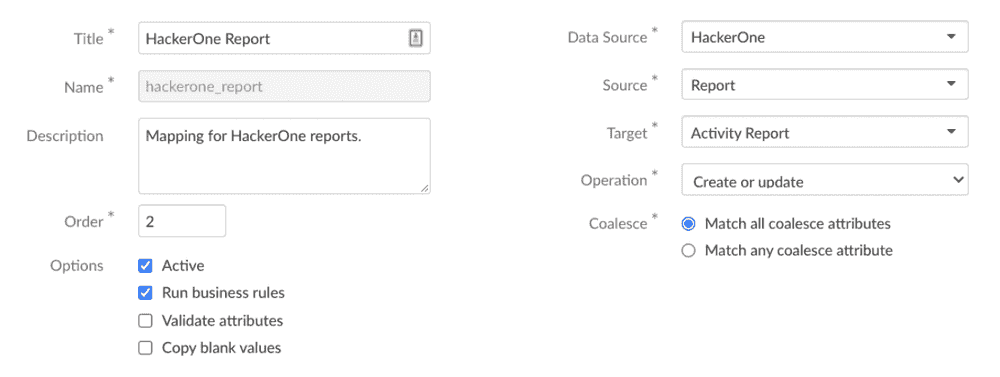 Title *
HackerOne Report
Name *
hackerone_report
Description
Mapping for HackerOne reports.
Order *
2
Options
Active
Run business rules
Validate attributes
Copy blank values
Data Source *
HackerOne
Source *
Report
Target *
Activity Report
Operation *
Create or update
Coalesce *
Match all coalesce attributes
Match any coalesce attribute